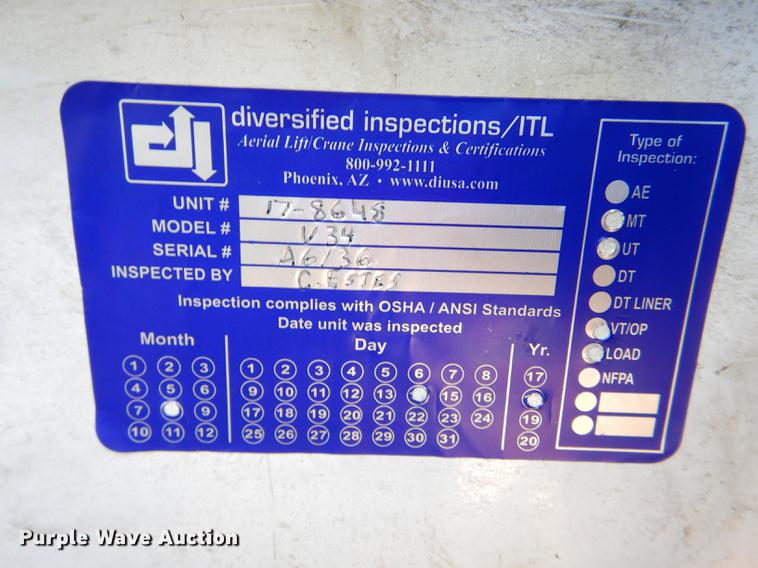 diversified inspections/ITL
Aerial Lift/Crane Inspections & Certifications
800-992-1111
Phoenix, AZ • www.diusa.com
UNIT # 17-8648
MODEL # V34
SERIAL # A6136
INSPECTED BY C. ESTES
Inspection complies with OSHA / ANSI Standards
Date unit was inspected
Month
1 2 3
4 5 6
7 9
10 11 12
Day
1 2 3 4 5 6 7 8
9 10 11 12 13 15 16
17 18 19 20 21 22 23 24
25 26 27 28 29 30 31
Yr.
17
19
20
Type of
Inspection:
AE
MT
UT
DT
DT LINER
VT/OP
LOAD
NFPA
Purple Wave Auction